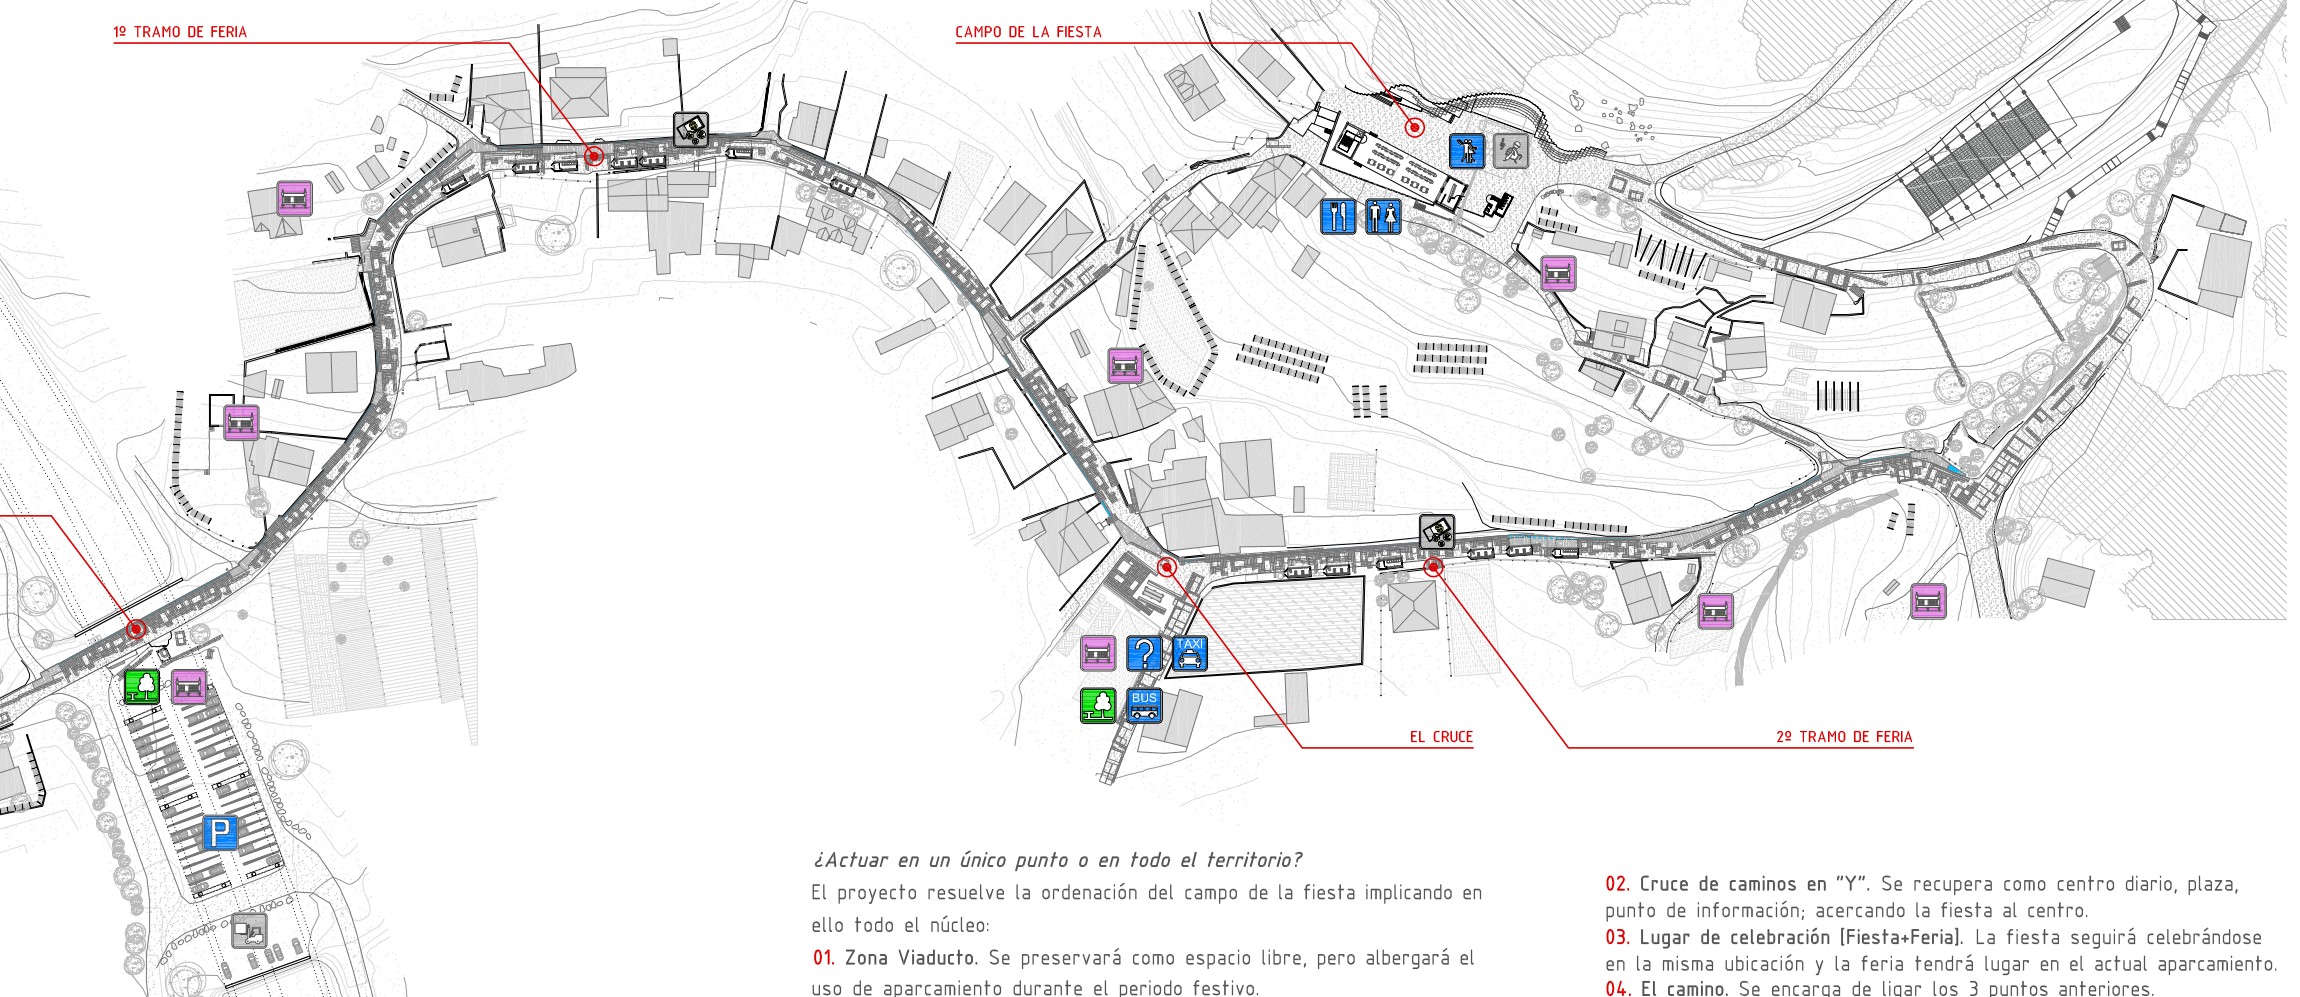 1º TRAMO DE FERIA
CAMPO DE LA FIESTA
TAXI
BUS
P
?
EL CRUCE
2º TRAMO DE FERIA
¿Actuar en un único punto o en todo el territorio?
El proyecto resuelve la ordenación del campo de la fiesta implicando en
ello todo el núcleo:
01. Zona Viaducto. Se preservará como espacio libre, pero albergará el
uso de aparcamiento durante el periodo festivo.
02. Cruce de caminos en "Y". Se recupera como centro diario, plaza,
punto de información; acercando la fiesta al centro.
03. Lugar de celebración [Fiesta+Feria]. La fiesta seguirá celebrándose
en la misma ubicación y la feria tendrá lugar en el actual aparcamiento.
04. El camino. Se encarga de ligar los 3 puntos anteriores.